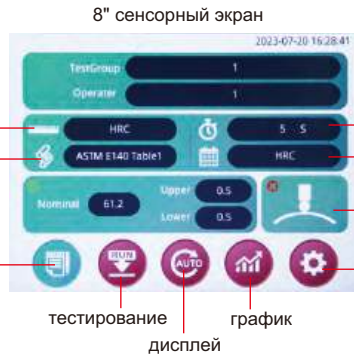 8" сенсорный экран
2023-07-20 16:28:41
TestGroup 1
Operater 1
HRC 5 S
ASTM E140 Table1 HRC
Upper 0.5
Nominal 61.2
Lower 0.5
RUN AUTO
тестирование график
дисплей